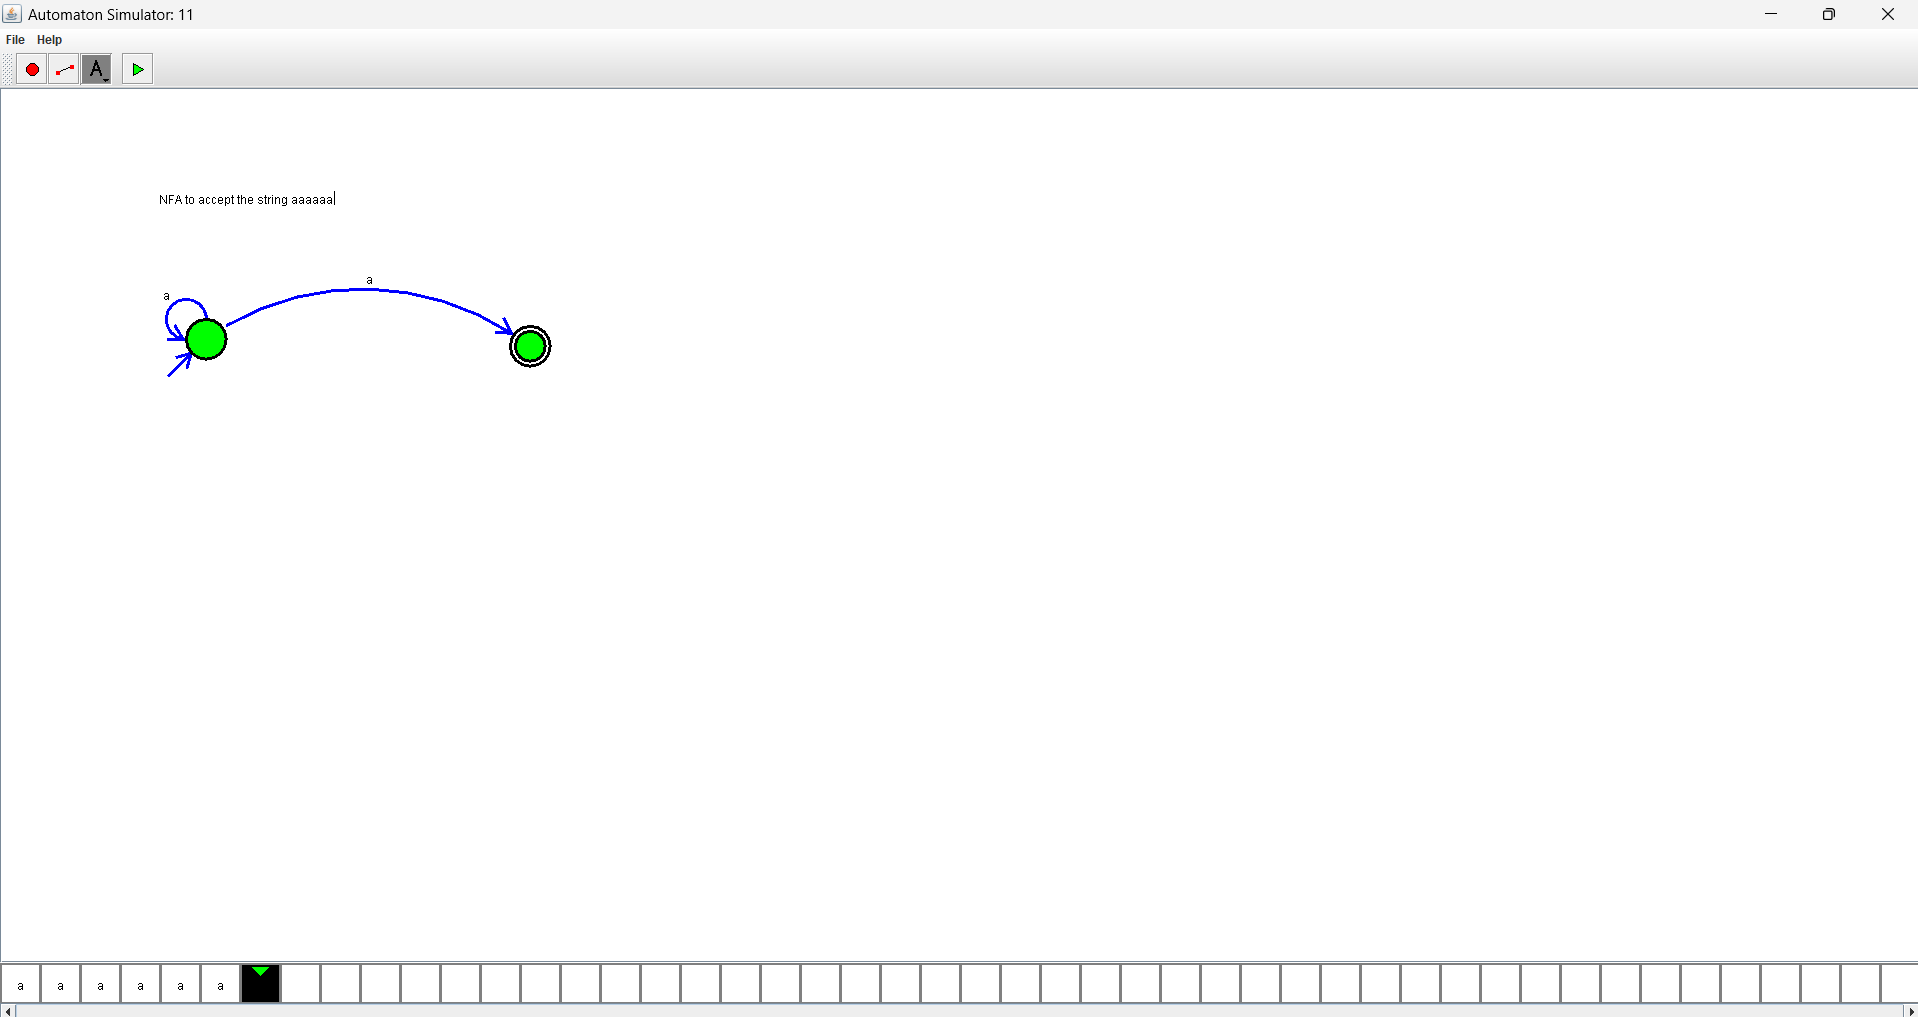 Automaton Simulator: 11
File Help
A
NFA to accept the string aaaaaa
a
a
a a a a a a